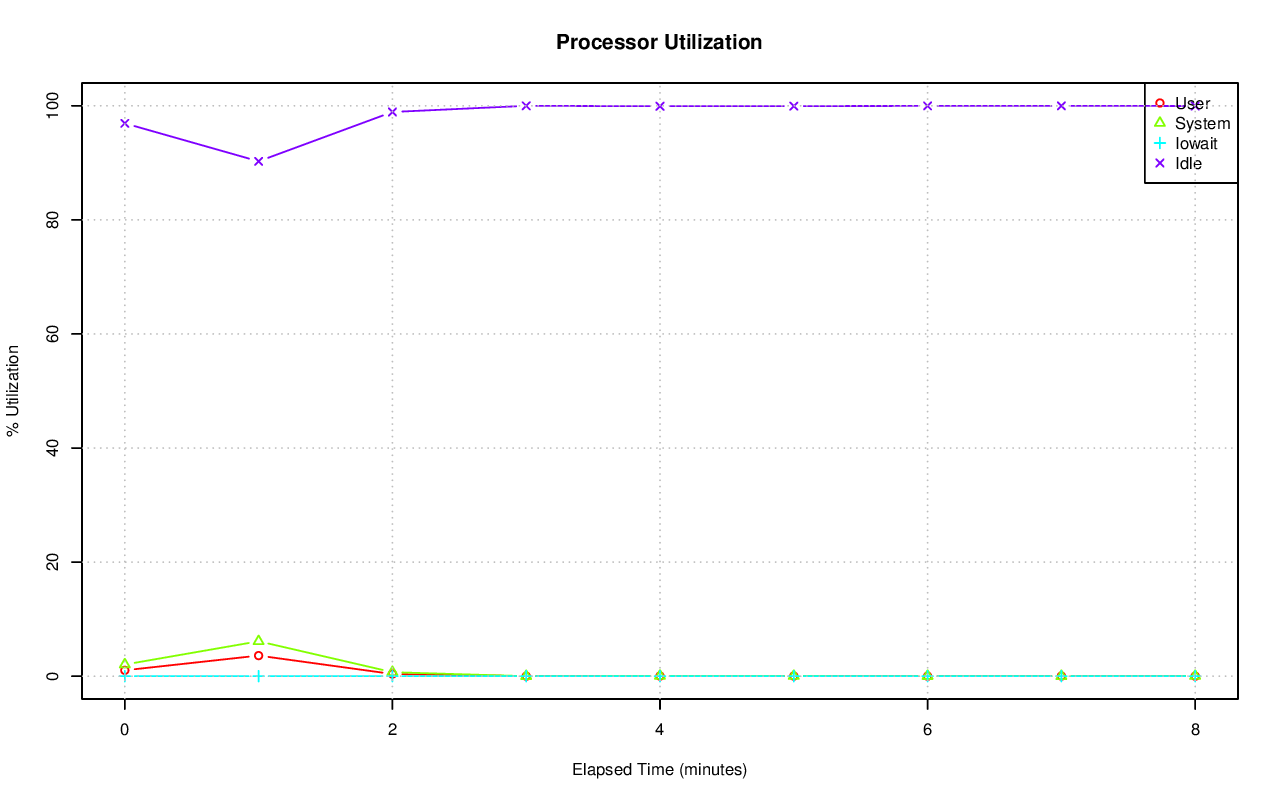 Processor Utilization
100
80
60
40
20
0
% Utilization
User
System
Iowait
Idle
0 2 4 6 8
Elapsed Time (minutes)